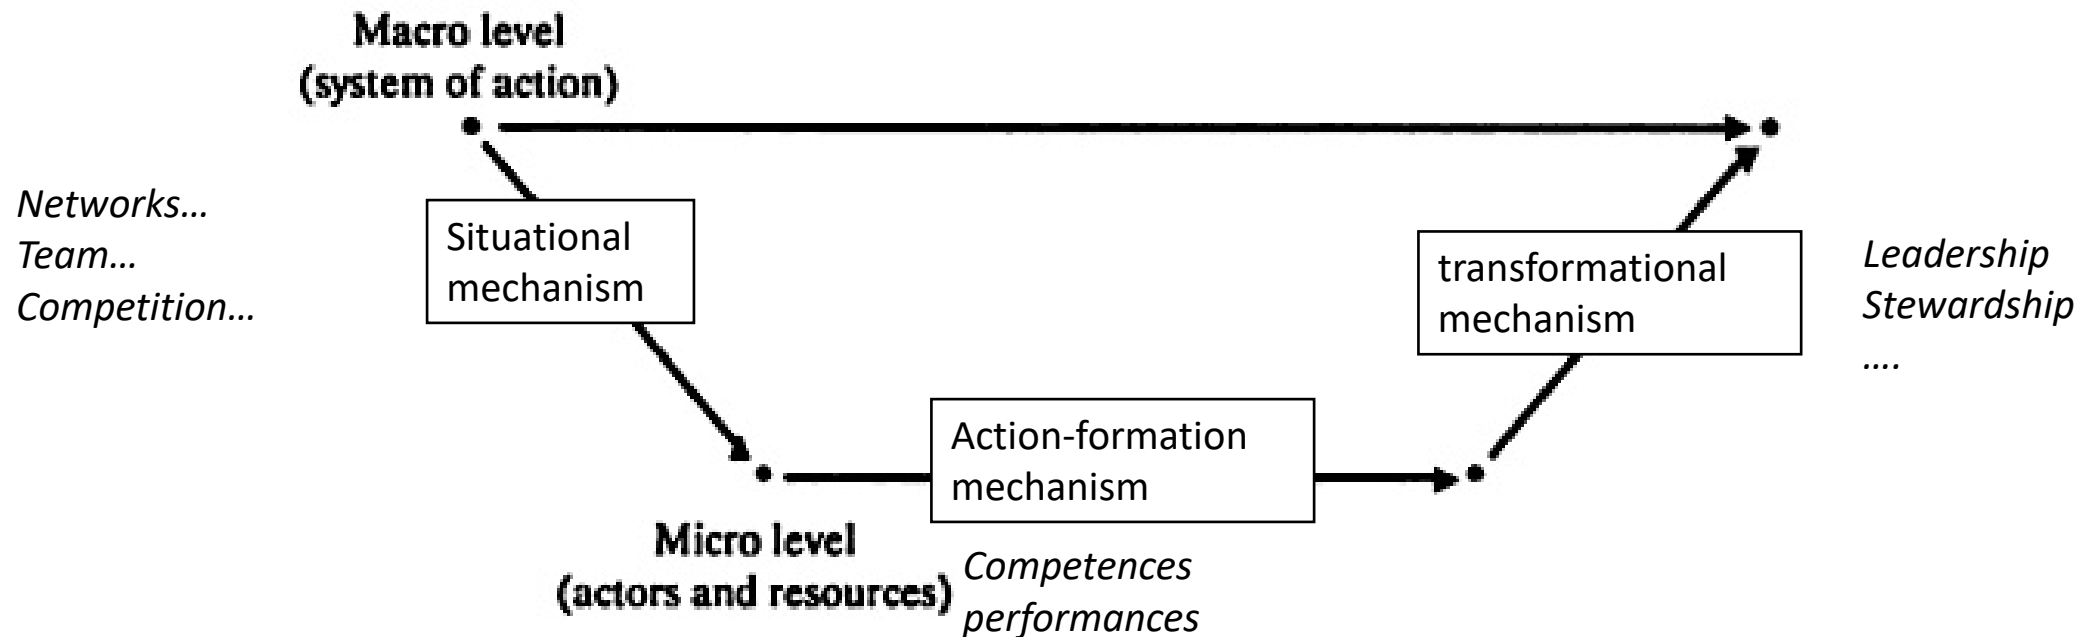 Macro level
(system of action)
Networks…
Team…
Competition…
Situational
mechanism
transformational
mechanism
Leadership
Stewardship
….
Action-formation
mechanism
Micro level
(actors and resources)
Competences
performances